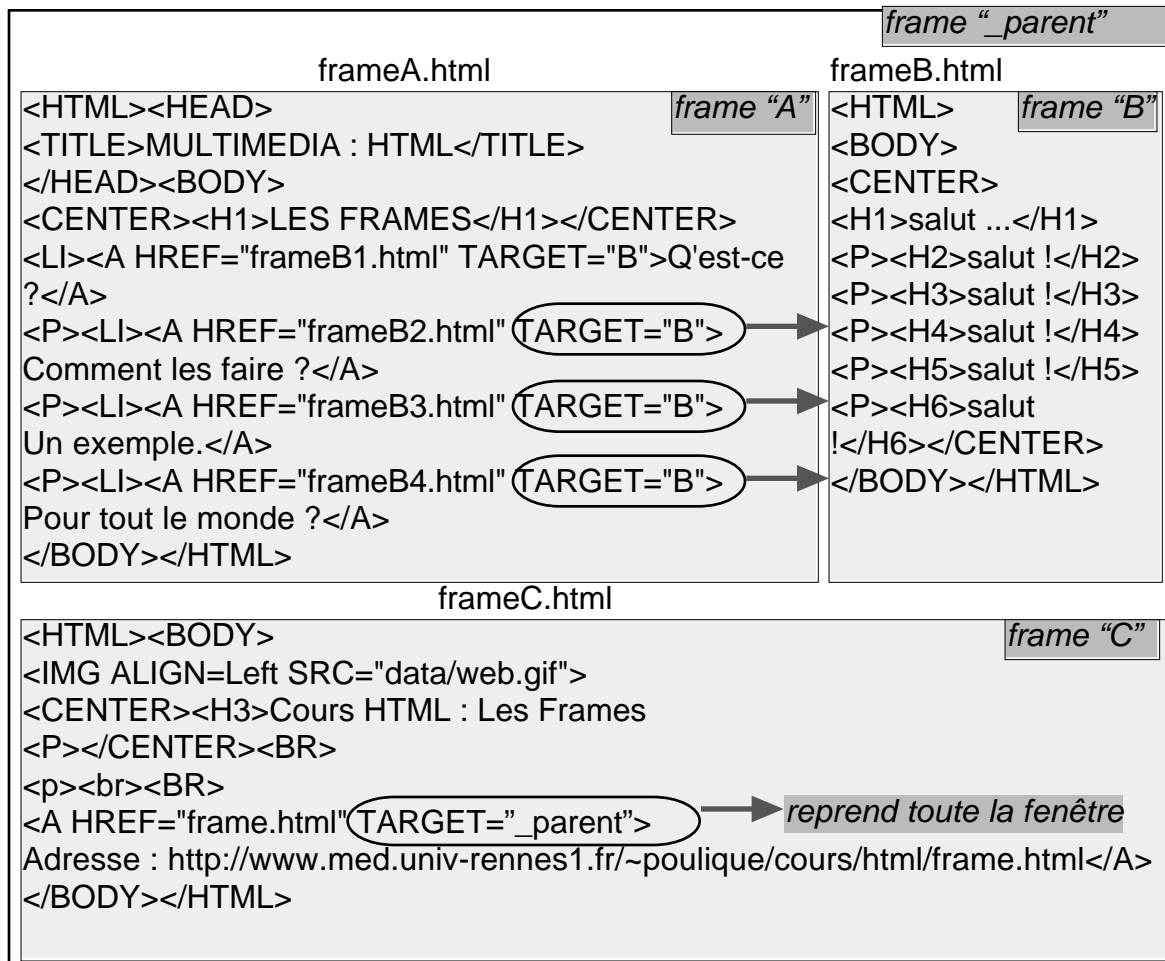 frame “_parent”
frameA.html
<HTML><HEAD>
frame “A”
<TITLE>MULTIMEDIA : HTML</TITLE>
</HEAD><BODY>
<CENTER><H1>LES FRAMES</H1></CENTER>
<LI><A HREF="frameB1.html" TARGET="B">Q'est-ce
?</A>
<P><LI><A HREF="frameB2.html" TARGET="B">
Comment les faire ?</A>
<P><LI><A HREF="frameB3.html" TARGET="B">
Un exemple.</A>
<P><LI><A HREF="frameB4.html" TARGET="B">
Pour tout le monde ?</A>
</BODY></HTML>
frameB.html
<HTML>
frame “B”
<BODY>
<CENTER>
<H1>salut ...</H1>
<P><H2>salut !</H2>
<P><H3>salut !</H3>
<P><H4>salut !</H4>
<P><H5>salut !</H5>
<P><H6>salut
!</H6></CENTER>
</BODY></HTML>
frameC.html
<HTML><BODY>
frame “C”
<IMG ALIGN=Left SRC="data/web.gif">
<CENTER><H3>Cours HTML : Les Frames
<P></CENTER><BR>
<p><br><BR>
<A HREF="frame.html" TARGET=”_parent”>
reprend toute la fenêtre
Adresse : http://www.med.univ-rennes1.fr/~poulique/cours/html/frame.html</A>
</BODY></HTML>